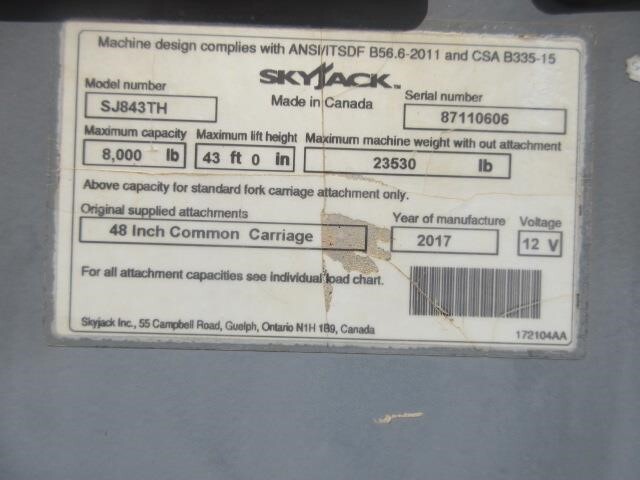 Machine design complies with ANSI/ITSDF B56.6-2011 and CSA B335-15
SKYJACK™
Made in Canada
Model number
SJ843TH
Serial number
87110606
Maximum capacity
8,000 lb
Maximum lift height
43 ft 0 in
Maximum machine weight with out attachment
23530 lb
Above capacity for standard fork carriage attachment only.
Original supplied attachments
48 Inch Common Carriage
Year of manufacture
2017
Voltage
12 V
For all attachment capacities see individual load chart.
Skyjack Inc., 55 Campbell Road, Guelph, Ontario N1H 1B9, Canada
172104AA